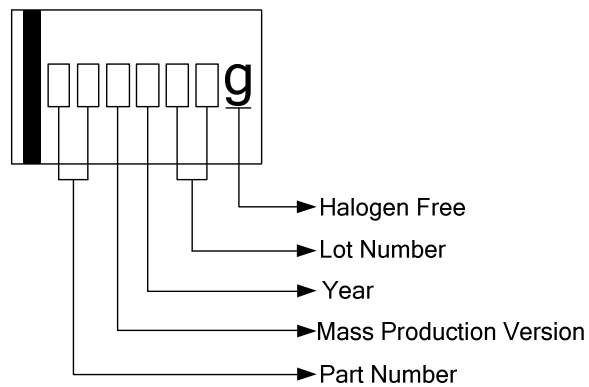 g
Halogen Free
Lot Number
Year
Mass Production Version
Part Number